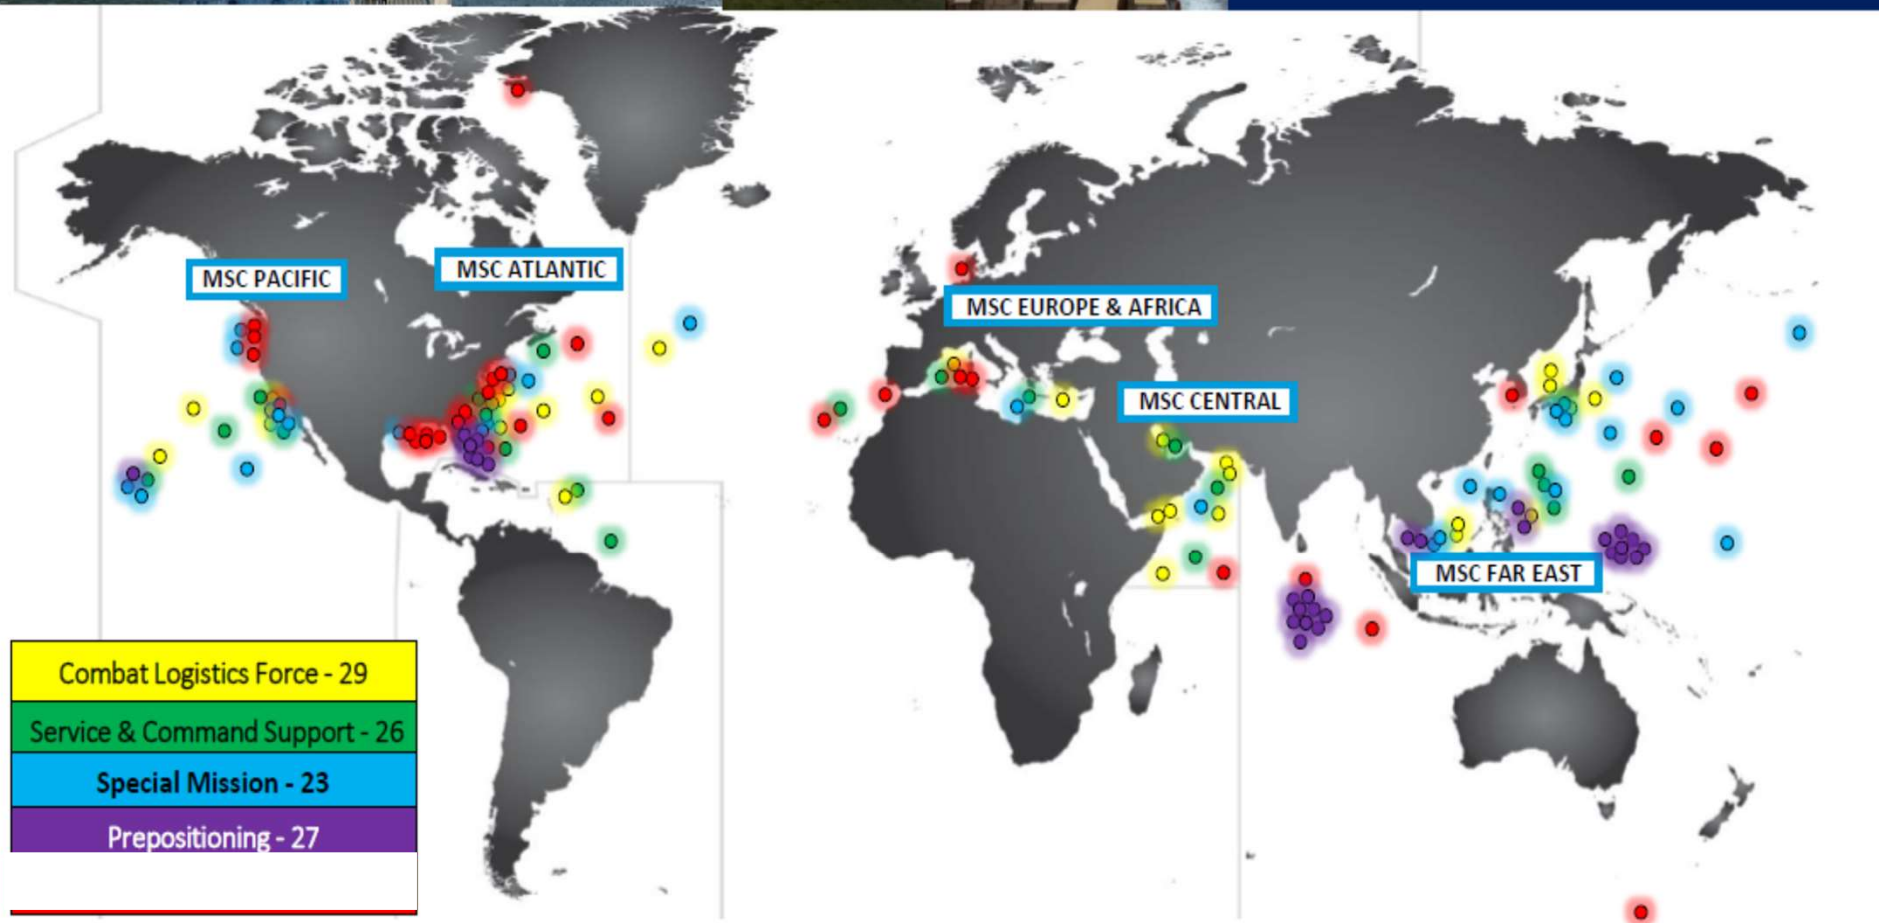 MSC PACIFIC
MSC ATLANTIC
MSC EUROPE & AFRICA
MSC CENTRAL
MSC FAR EAST
Combat Logistics Force - 29
Service & Command Support - 26
Special Mission - 23
Prepositioning - 27